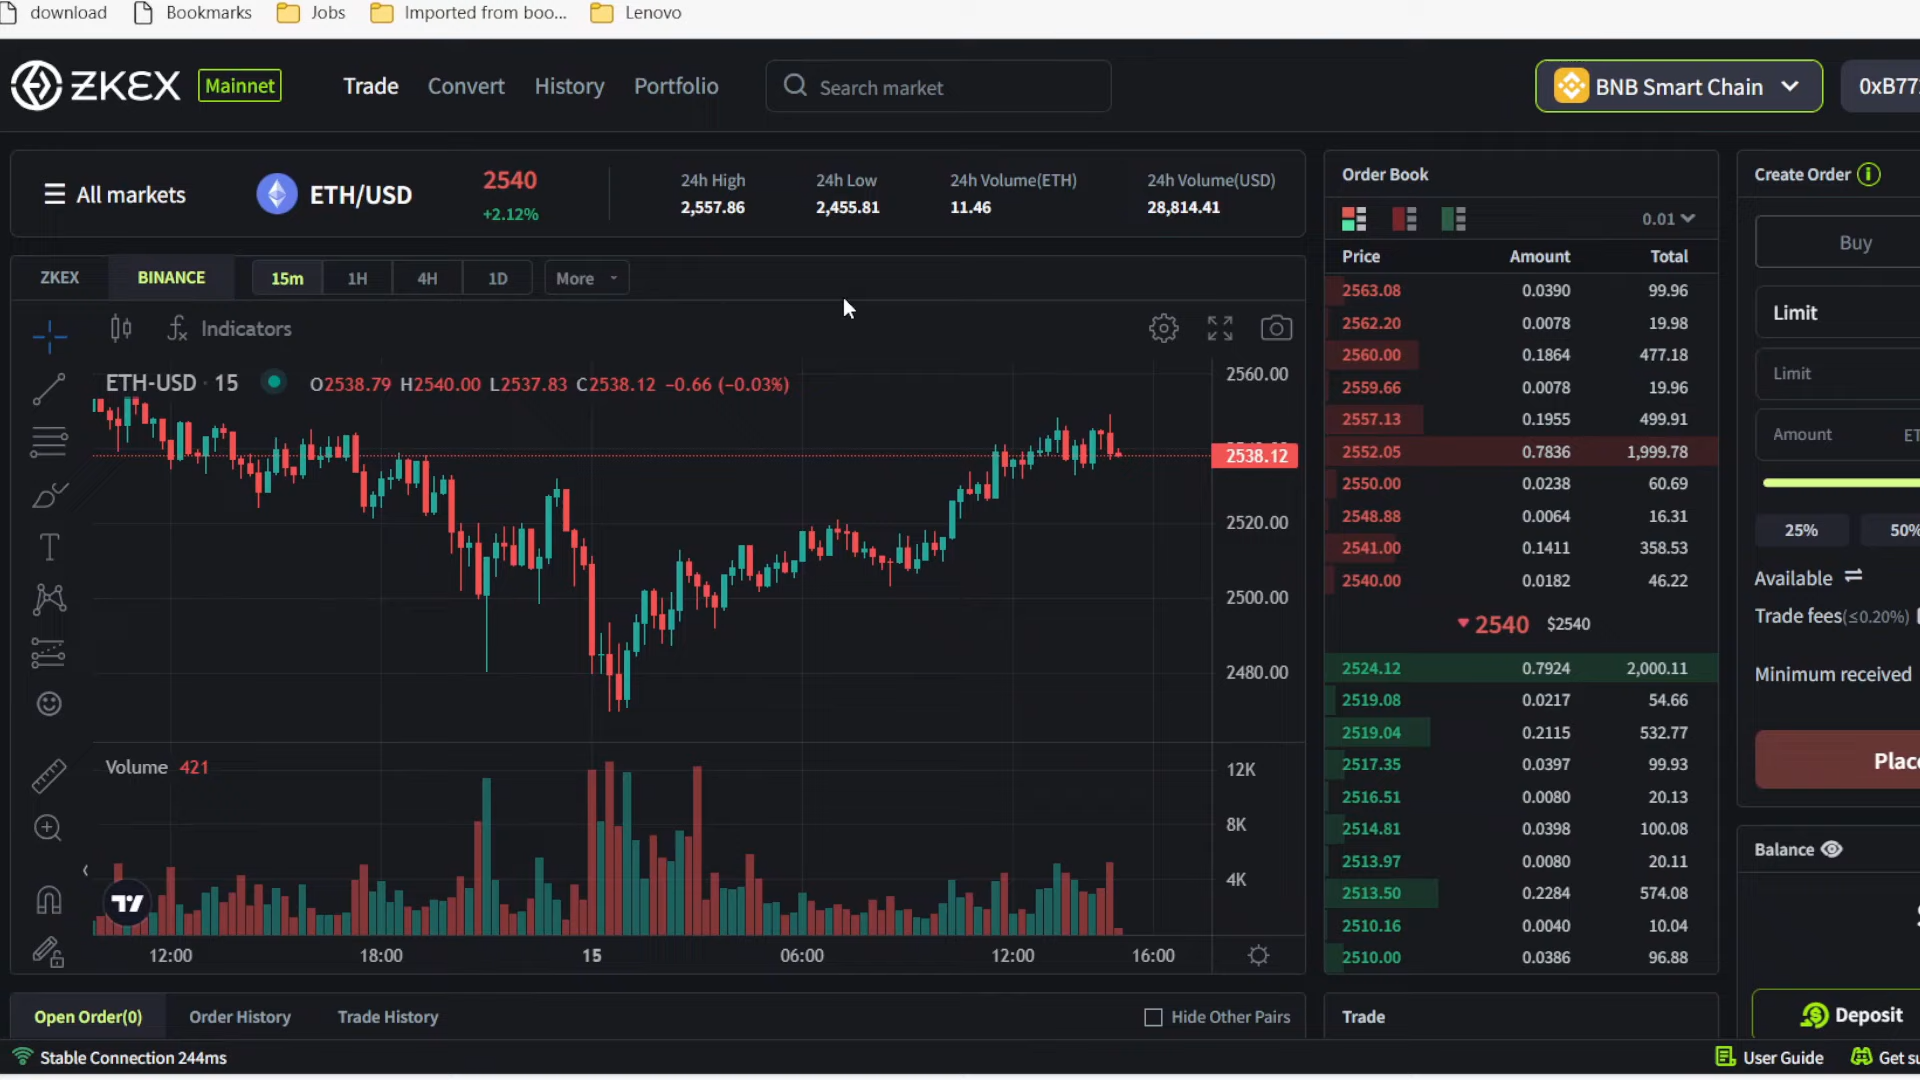 download Bookmarks Jobs Imported from boo... Lenovo
ZKEX Mainnet Trade Convert History Portfolio Search market BNB Smart Chain 0xB77
All markets ETH/USD 2540 +2.12%
24h High 24h Low 24h Volume(ETH) 24h Volume(USD)
2,557.86 2,455.81 11.46 28,814.41
ZKEX BINANCE 15m 1H 4H 1D More
Indicators
ETH-USD · 15 O2538.79 H2540.00 L2537.83 C2538.12 −0.66 (−0.03%)
2560.00
2538.12
2520.00
2500.00
2480.00
Volume 421
12K
8K
4K
12:00 18:00 15 06:00 12:00 16:00
Open Order(0) Order History Trade History Hide Other Pairs
Order Book
0.01
Price Amount Total
2563.08 0.0390 99.96
2562.20 0.0078 19.98
2560.00 0.1864 477.18
2559.66 0.0078 19.96
2557.13 0.1955 499.91
2552.05 0.7836 1,999.78
2550.00 0.0238 60.69
2548.88 0.0064 16.31
2541.00 0.1411 358.53
2540.00 0.0182 46.22
2540 $2540
2524.12 0.7924 2,000.11
2519.08 0.0217 54.66
2519.04 0.2115 532.77
2517.35 0.0397 99.93
2516.51 0.0080 20.13
2514.81 0.0398 100.08
2513.97 0.0080 20.11
2513.50 0.2284 574.08
2510.16 0.0040 10.04
2510.00 0.0386 96.88
Trade
Create Order
Buy
Limit
Limit
Amount ET
25% 50%
Available
Trade fees(≤0.20%)
Minimum received
Place
Balance
Deposit
Stable Connection 244ms User Guide Get su